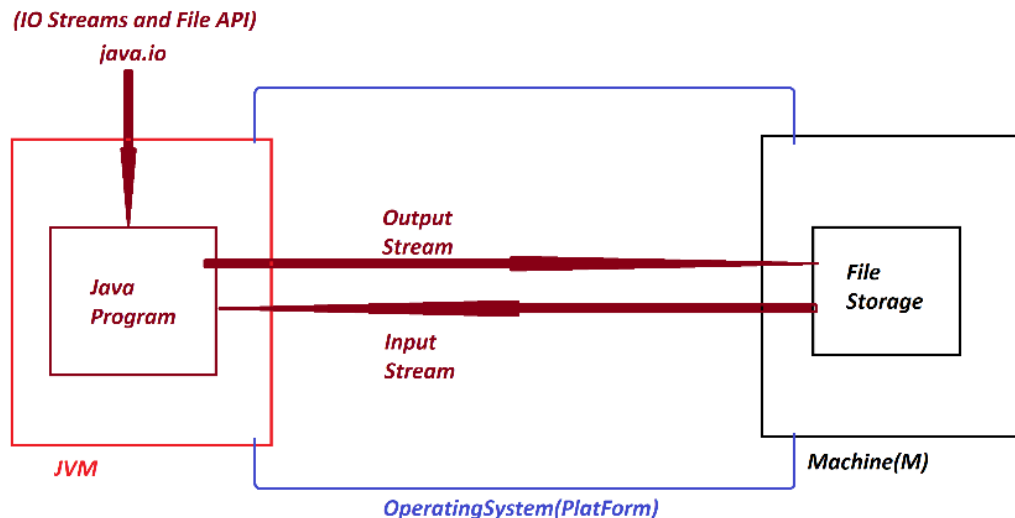 (IO Streams and File API)
java.io
Output
Stream
Java
Program
File
Storage
Input
Stream
JVM
Machine(M)
OperatingSystem(PlatForm)